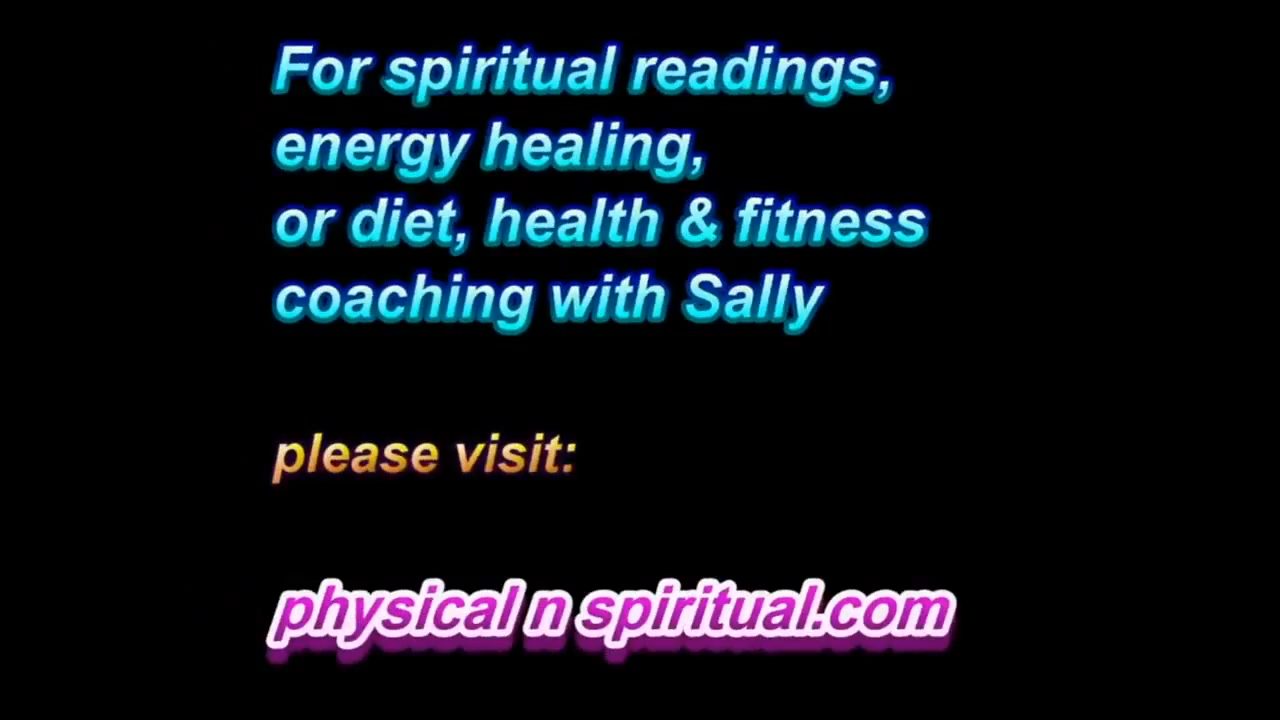 For spiritual readings,
energy healing,
or diet, health & fitness
coaching with Sally
please visit:
physical n spiritual.com